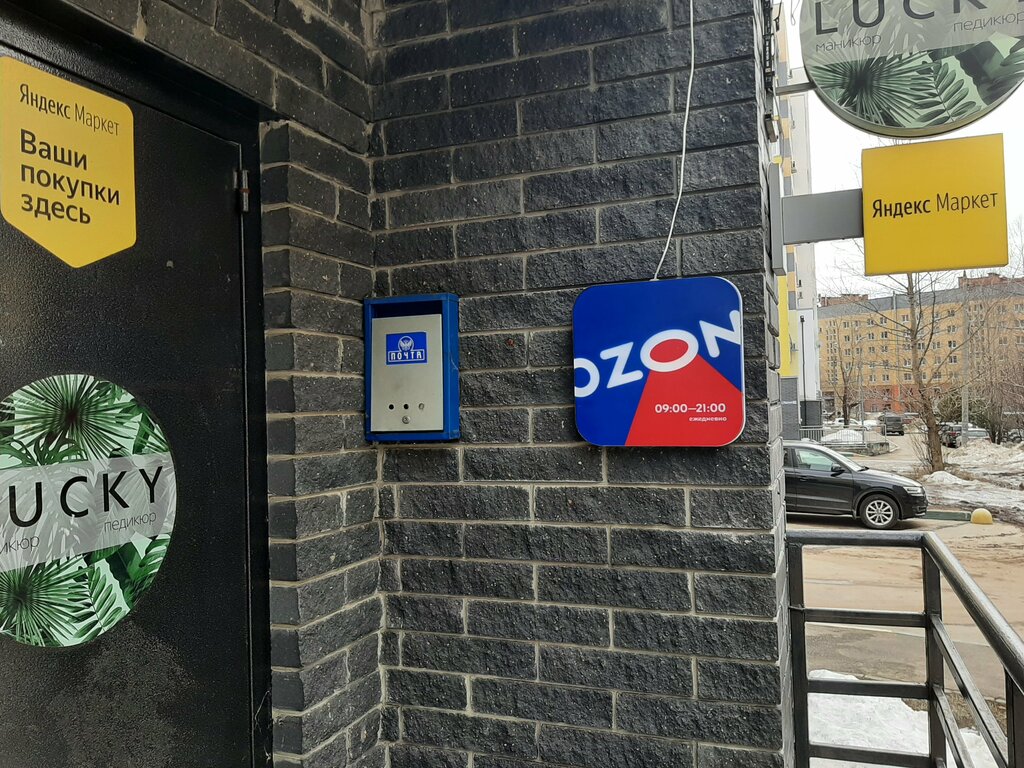 Яндекс Маркет
Ваши
покупки
здесь
UCKY
педикюр
ПОЧТА
OZON
09:00—21:00
ежедневно
LUCKY
маникюр
педикюр
Яндекс Маркет